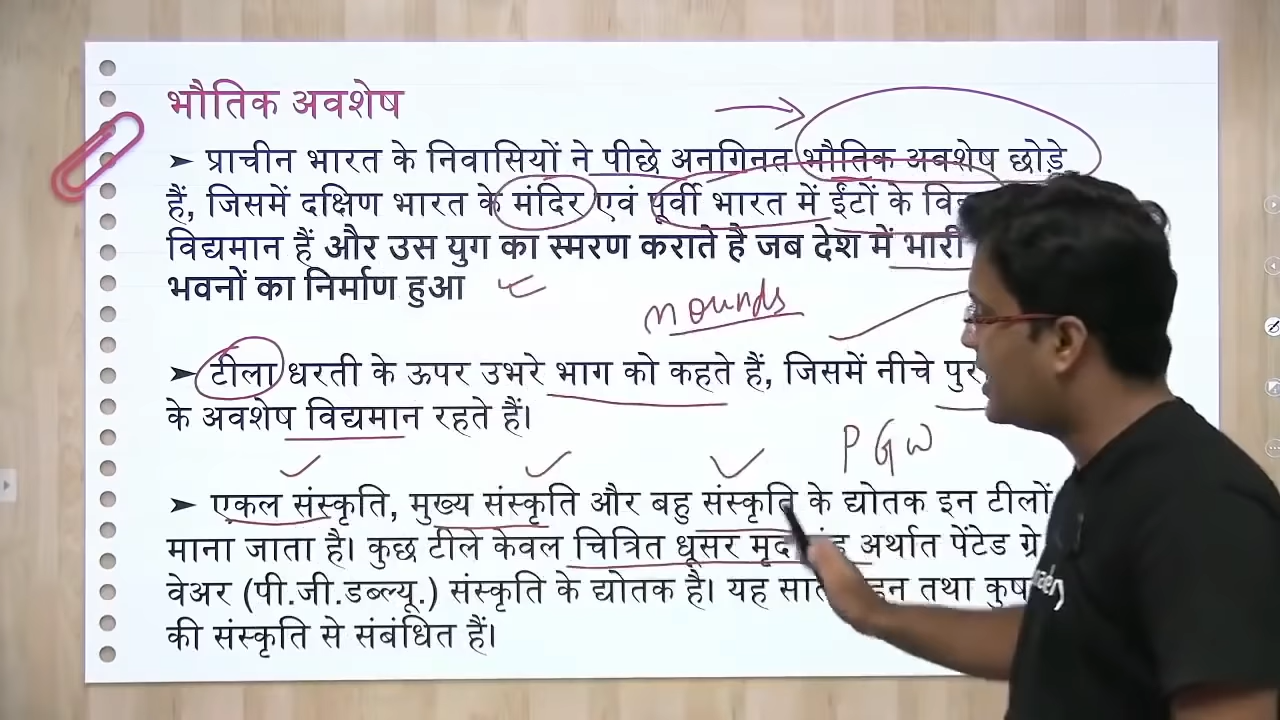 भौतिक अवशेष
➤ प्राचीन भारत के निवासियों ने पीछे अनगिनत भौतिक अवशेष छोड़े
हैं, जिसमें दक्षिण भारत के मंदिर एवं पूर्वी भारत में ईंटों के
विद्यमान हैं और उस युग का स्मरण कराते है जब देश में भारी
भवनों का निर्माण हुआ
mounds
➤ टीला धरती के ऊपर उभरे भाग को कहते हैं, जिसमें नीचे
के अवशेष विद्यमान रहते हैं।
PGW
➤ एकल संस्कृति, मुख्य संस्कृति और बहु संस्कृति के द्योतक इन टीलों
माना जाता है। कुछ टीले केवल चित्रित धूसर अर्थात पेंटेड ग्रे
वेअर (पी.जी.डब्ल्यू.) संस्कृति के द्योतक है। यह तथा
की संस्कृति से संबंधित हैं।